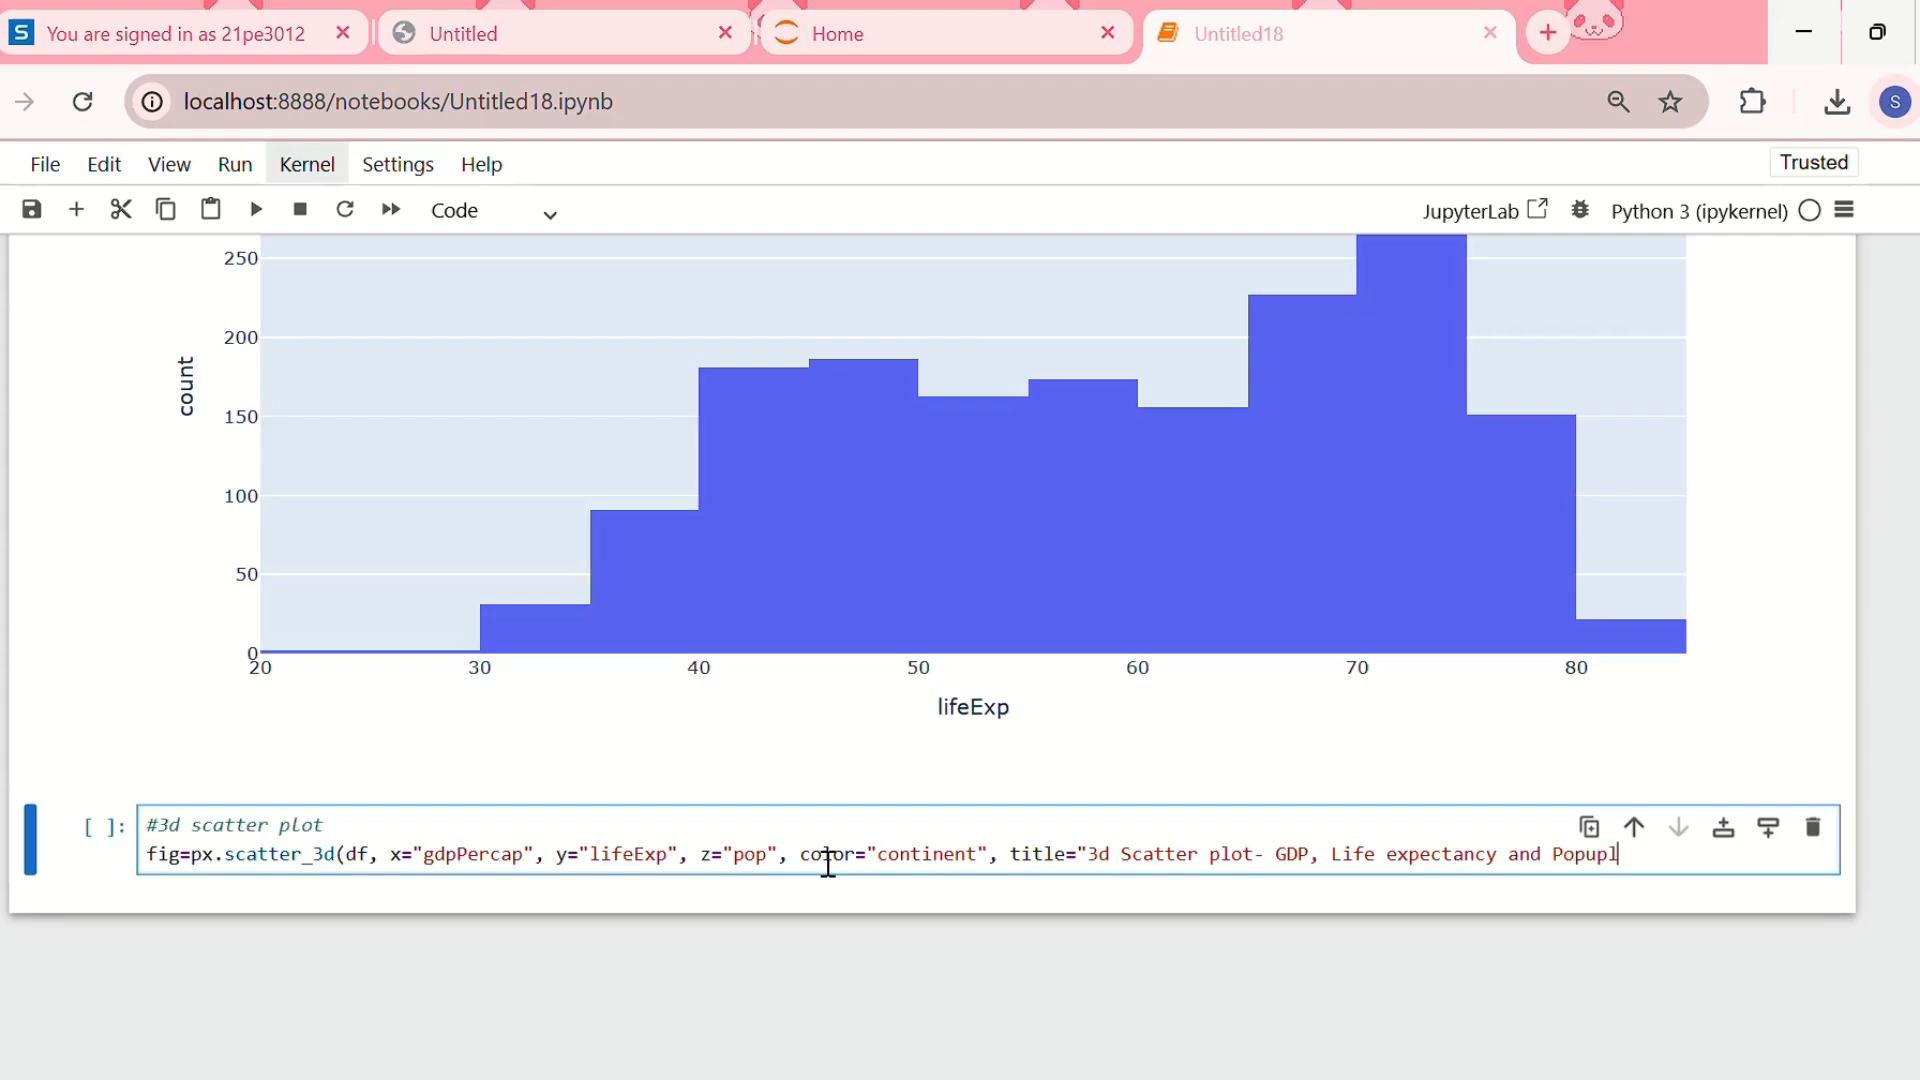 You are signed in as 21pe3012
Untitled
Home
Untitled18
localhost:8888/notebooks/Untitled18.ipynb
S
File Edit View Run Kernel Settings Help
Trusted
Code
JupyterLab
Python 3 (ipykernel)
250
200
150
100
50
0
count
20 30 40 50 60 70 80
lifeExp
[ ]:
#3d scatter plot
fig=px.scatter_3d(df, x="gdpPercap", y="lifeExp", z="pop", color="continent", title="3d Scatter plot- GDP, Life expectancy and Popupl